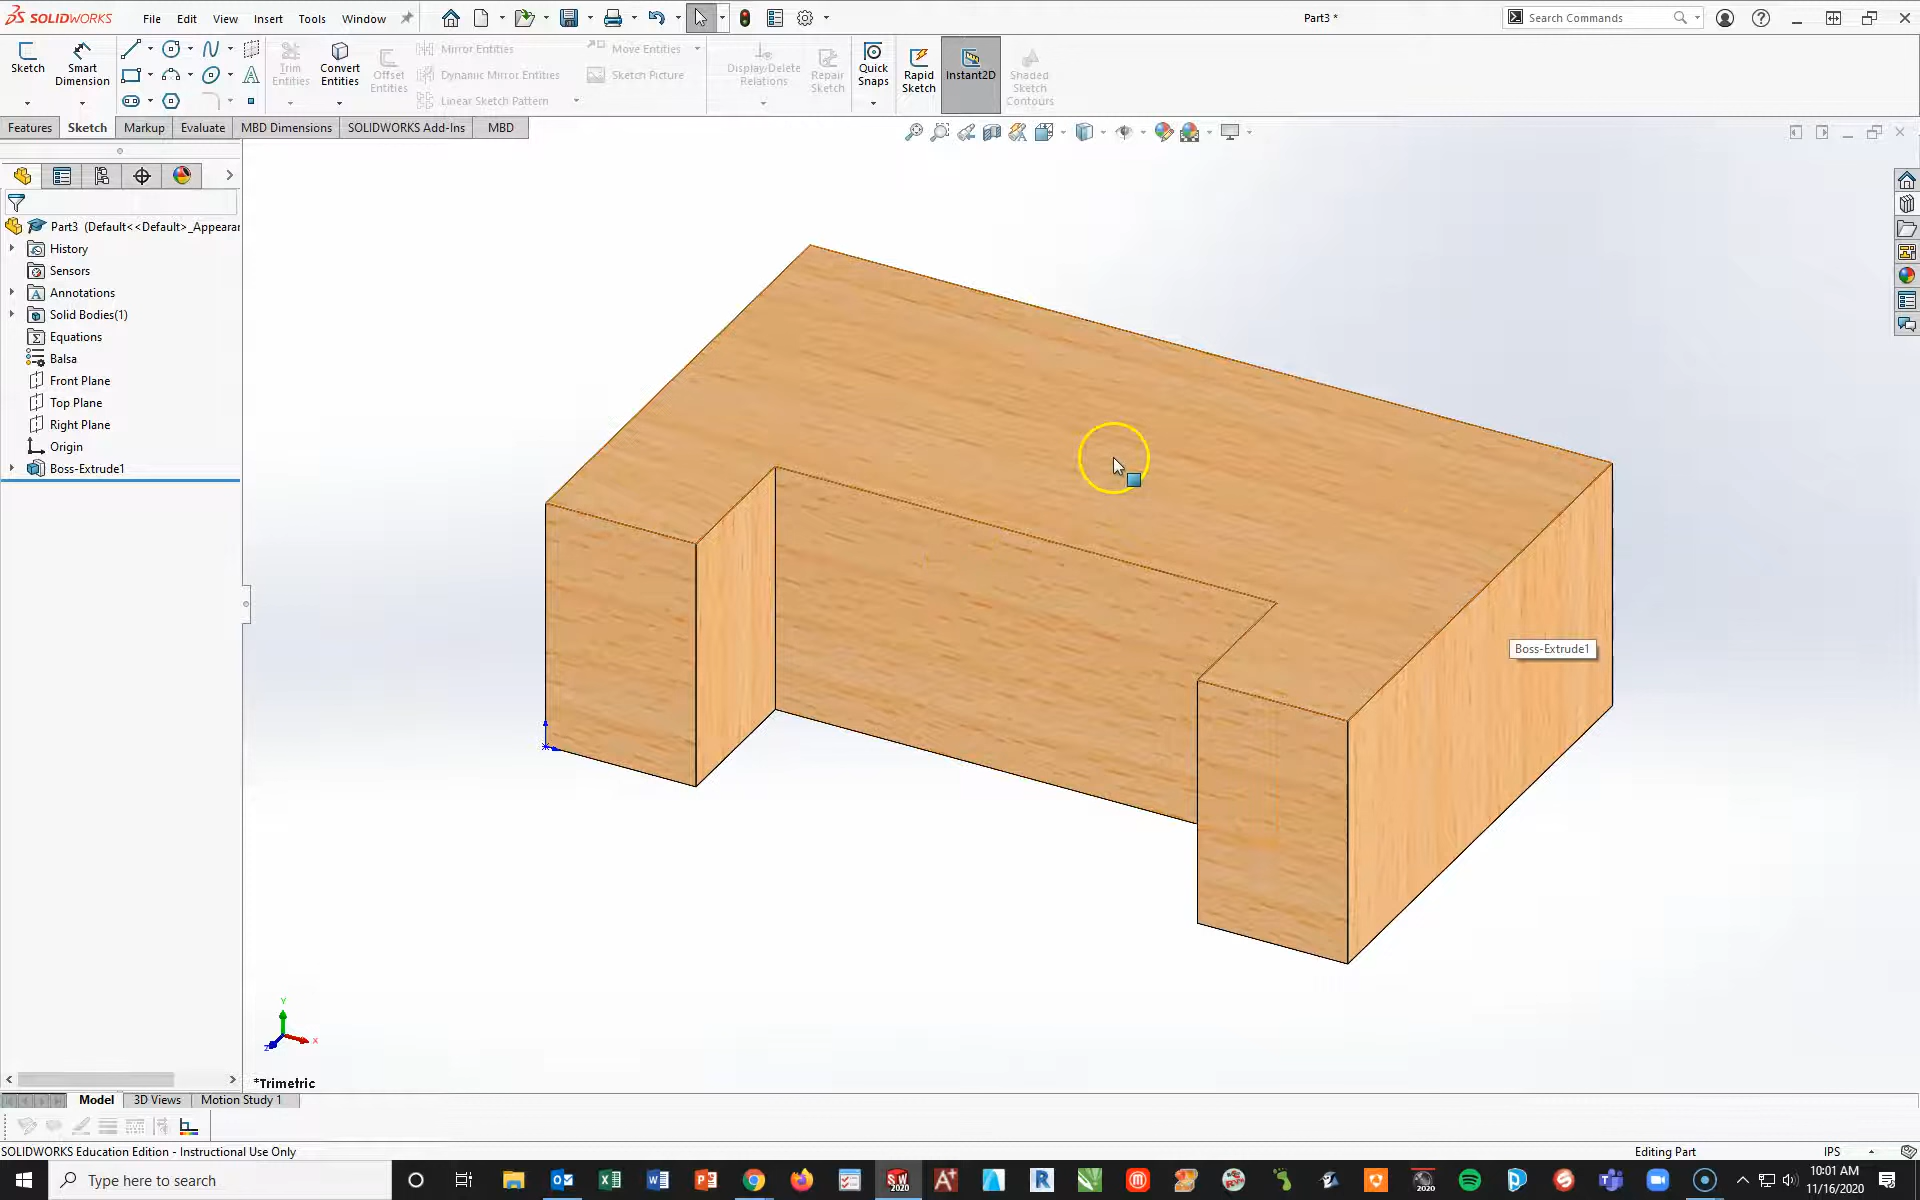 SOLIDWORKS File Edit View Insert Tools Window Part3 * Search Commands
Sketch Smart Dimension Trim Entities Convert Entities Offset Entities Mirror Entities Move Entities Display/Delete Relations Repair Sketch Quick Snaps Rapid Sketch Instant2D Shaded Sketch Contours
Dynamic Mirror Entities Sketch Picture
Linear Sketch Pattern
Features Sketch Markup Evaluate MBD Dimensions SOLIDWORKS Add-Ins MBD
Part3 (Default<<Default>_Appearar
History
Sensors
Annotations
Solid Bodies(1)
Equations
Balsa
Front Plane
Top Plane
Right Plane
Origin
Boss-Extrude1
Boss-Extrude1
Y
X
Z
*Trimetric
Model 3D Views Motion Study 1
SOLIDWORKS Education Edition - Instructional Use Only Editing Part IPS
Type here to search
10:01 AM
11/16/2020